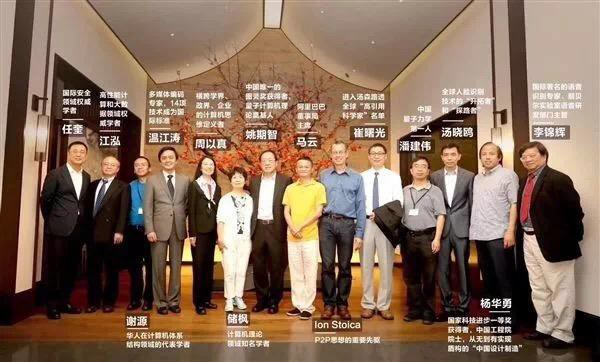 国际安全
领域权威
学者
任奎
高性能计
算和大数
据领域权
威学者
江泓
多媒体编码
专家，14项
技术成为国
际标准
温江涛
横跨学界、
政界、企业
的计算机思
维定义者
周以真
中国唯一的
图灵奖获得者，
量子计算机理
论奠基人
姚期智
阿里巴巴
董事局
主席
马云
进入汤森路透
全球“高引用
科学家”名单
崔曙光
中国
量子力学
第一人
潘建伟
全球人脸识别
技术的“开拓者”
和“探路者”
汤晓鸥
国际著名的语者
识别专家、前贝
尔实验室语音研
发部门主管
李锦辉
谢源
华人在计算机体系
结构领域的代表学者
储枫
计算机理论
领域知名学者
Ion Stoica
P2P思想的重要先驱
杨华勇
国家科技进步一等奖
获得者，中国工程院
院士，从无到有实现
盾构的“中国设计制造”